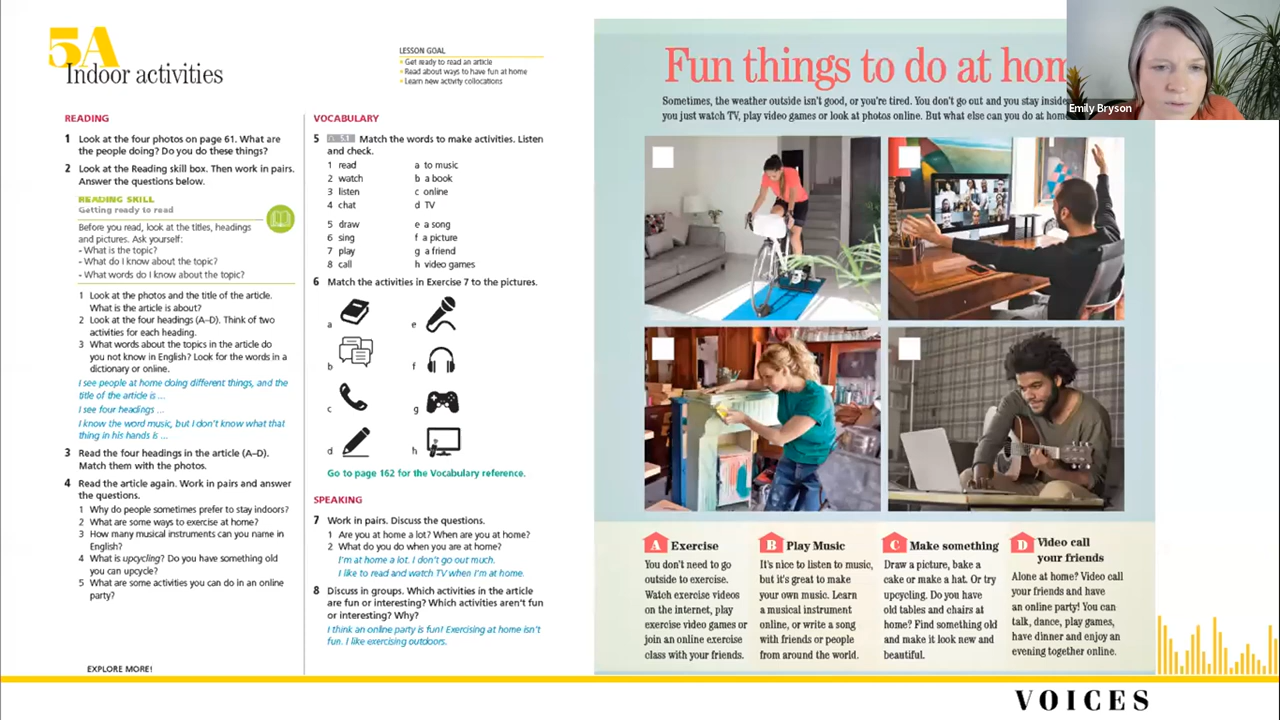 5A
Indoor activities
LESSON GOAL
• Get ready to read an article
• Read about ways to have fun at home
• Learn new activity collocations
READING
1 Look at the four photos on page 61. What are
the people doing? Do you do these things?
2 Look at the Reading skill box. Then work in pairs.
Answer the questions below.
READING SKILL
Getting ready to read
Before you read, look at the titles, headings
and pictures. Ask yourself:
- What is the topic?
- What do I know about the topic?
- What words do I know about the topic?
1 Look at the photos and the title of the article.
What is the article is about?
2 Look at the four headings (A–D). Think of two
activities for each heading.
3 What words about the topics in the article do
you not know in English? Look for the words in a
dictionary or online.
I see people at home doing different things, and the
title of the article is ...
I see four headings ...
I know the word music, but I don't know what that
thing in his hands is ...
3 Read the four headings in the article (A–D).
Match them with the photos.
4 Read the article again. Work in pairs and answer
the questions.
1 Why do people sometimes prefer to stay indoors?
2 What are some ways to exercise at home?
3 How many musical instruments can you name in
English?
4 What is upcycling? Do you have something old
you can upcycle?
5 What are some activities you can do in an online
party?
EXPLORE MORE!
VOCABULARY
5 5.1 Match the words to make activities. Listen
and check.
1 read a to music
2 watch b a book
3 listen c online
4 chat d TV
5 draw e a song
6 sing f a picture
7 play g a friend
8 call h video games
6 Match the activities in Exercise 7 to the pictures.
a e
b f
c g
d h
Go to page 162 for the Vocabulary reference.
SPEAKING
7 Work in pairs. Discuss the questions.
1 Are you at home a lot? When are you at home?
2 What do you do when you are at home?
I'm at home a lot. I don't go out much.
I like to read and watch TV when I'm at home.
8 Discuss in groups. Which activities in the article
are fun or interesting? Which activities aren't fun
or interesting? Why?
I think an online party is fun! Exercising at home isn't
fun. I like exercising outdoors.
Fun things to do at hom
Sometimes, the weather outside isn't good, or you're tired. You don't go out and you stay inside
you just watch TV, play video games or look at photos online. But what else can you do at home
Emily Bryson
A Exercise
You don't need to go
outside to exercise.
Watch exercise videos
on the internet, play
exercise video games or
join an online exercise
class with your friends.
B Play Music
It's nice to listen to music,
but it's great to make
your own music. Learn
a musical instrument
online, or write a song
with friends or people
from around the world.
C Make something
Draw a picture, bake a
cake or make a hat. Or try
upcycling. Do you have
old tables and chairs at
home? Find something old
and make it look new and
beautiful.
D Video call
your friends
Alone at home? Video call
your friends and have
an online party! You can
talk, dance, play games,
have dinner and enjoy an
evening together online.
VOICES